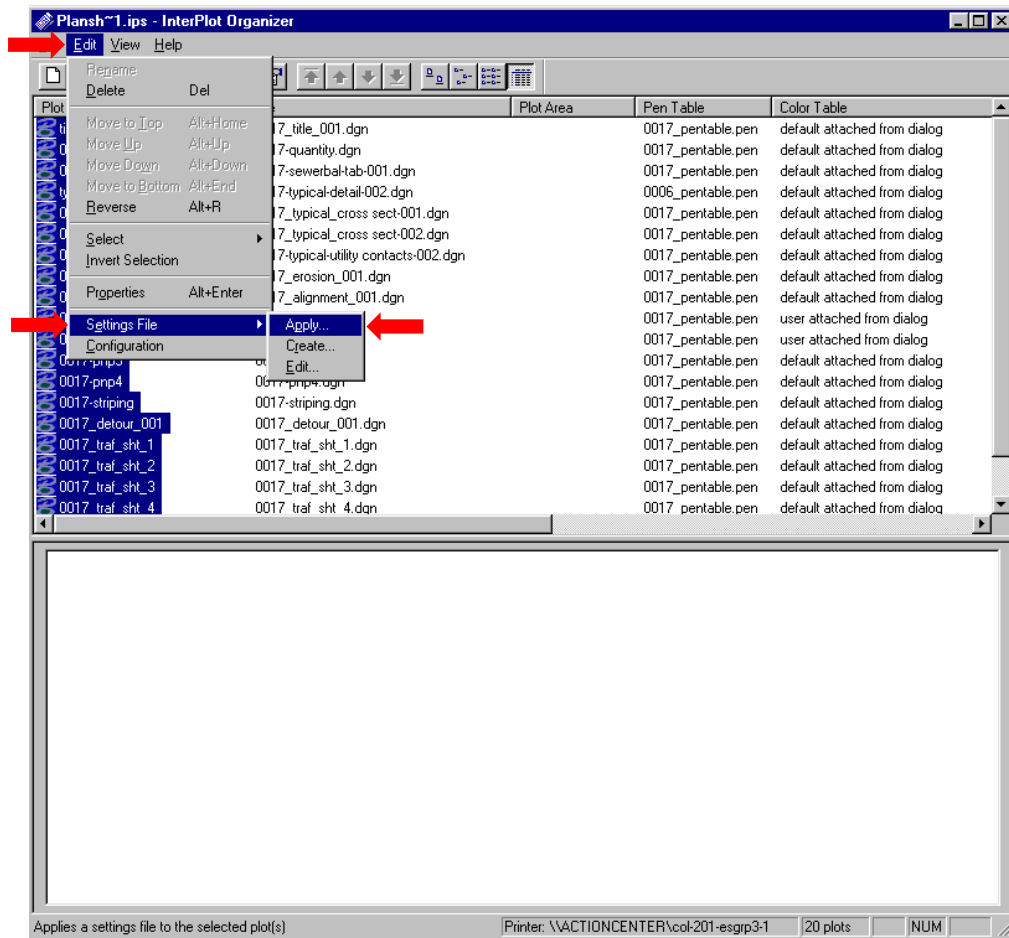 Plansh~1.ips - InterPlot Organizer
Edit View Help
Rename
Delete Del
Move to Top Alt+Home
Move Up Alt+Up
Move Down Alt+Down
Move to Bottom Alt+End
Reverse Alt+R
Select
Invert Selection
Properties Alt+Enter
Settings File
Configuration
Apply...
Create...
Edit...
Plot Plot Area Pen Table Color Table
17_title_001.dgn 0017_pentable.pen default attached from dialog
17-quantity.dgn 0017_pentable.pen default attached from dialog
17-sewerbal-tab-001.dgn 0017_pentable.pen default attached from dialog
17-typical-detail-002.dgn 0006_pentable.pen default attached from dialog
17_typical_cross sect-001.dgn 0017_pentable.pen default attached from dialog
17_typical_cross sect-002.dgn 0017_pentable.pen default attached from dialog
17-typical-utility contacts-002.dgn 0017_pentable.pen default attached from dialog
17_erosion_001.dgn 0017_pentable.pen default attached from dialog
17_alignment_001.dgn 0017_pentable.pen default attached from dialog
0017_pentable.pen user attached from dialog
0017_pentable.pen user attached from dialog
0017-pnp3 0017_pentable.pen default attached from dialog
0017-pnp4 0017-pnp4.dgn 0017_pentable.pen default attached from dialog
0017-striping 0017-striping.dgn 0017_pentable.pen default attached from dialog
0017_detour_001 0017_detour_001.dgn 0017_pentable.pen default attached from dialog
0017_traf_sht_1 0017_traf_sht_1.dgn 0017_pentable.pen default attached from dialog
0017_traf_sht_2 0017_traf_sht_2.dgn 0017_pentable.pen default attached from dialog
0017_traf_sht_3 0017_traf_sht_3.dgn 0017_pentable.pen default attached from dialog
0017_traf_sht_4 0017_traf_sht_4.dgn 0017_pentable.pen default attached from dialog
Applies a settings file to the selected plot(s) Printer: \\ACTIONCENTER\col-201-esgrp3-1 20 plots NUM